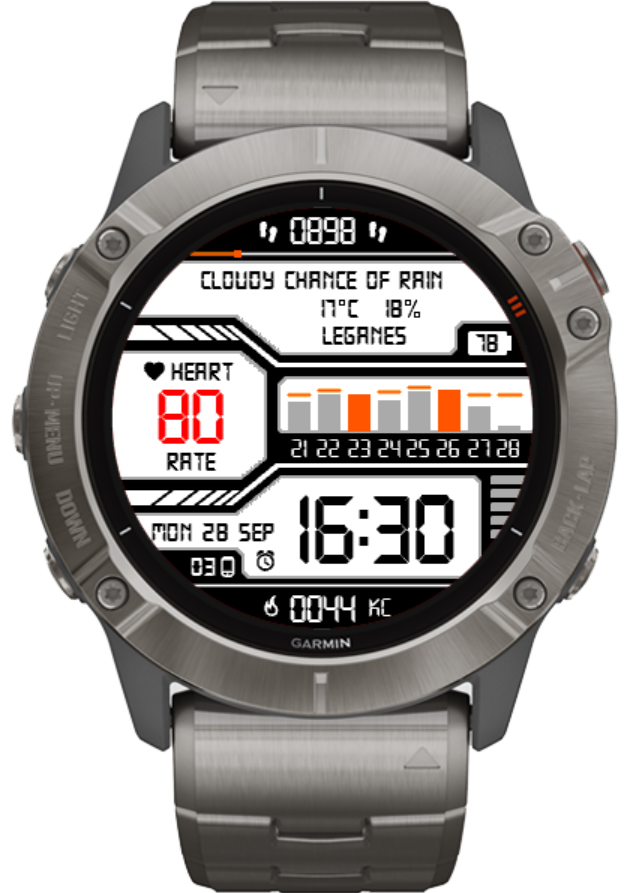 0898
CLOUDY CHANCE OF RAIN
17°C 18%
LEGANES
78
LIGHT
HEART
80
RATE
UP·MENU
21 22 23 24 25 26 27 28
DOWN
BACK-LAP
MON 28 SEP
16:30
03
0044 KC
GARMIN